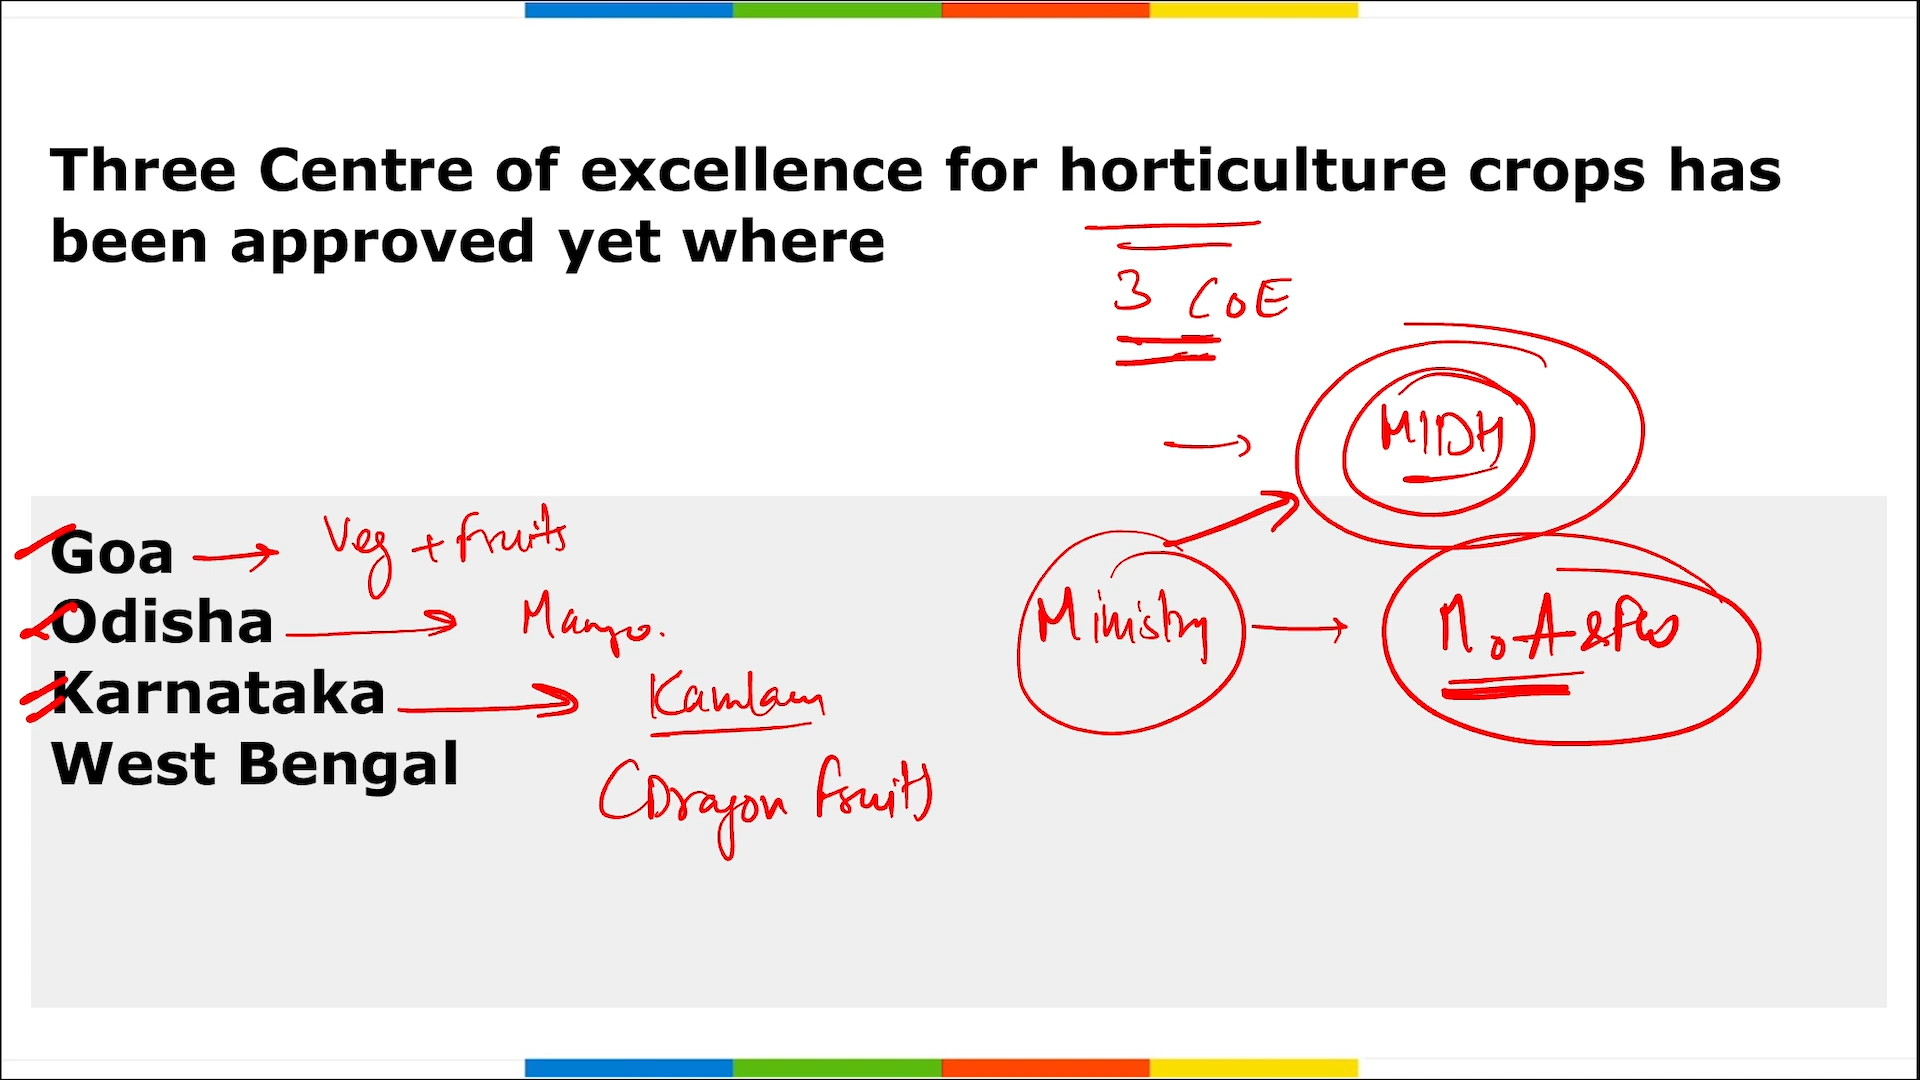 Three Centre of excellence for horticulture crops has
been approved yet where
3 CoE
→ MIDH
Goa → Veg + fruits
Odisha → Mango.
Karnataka → Kamlam
(Dragon fruit)
West Bengal
Ministry → MoA&FW